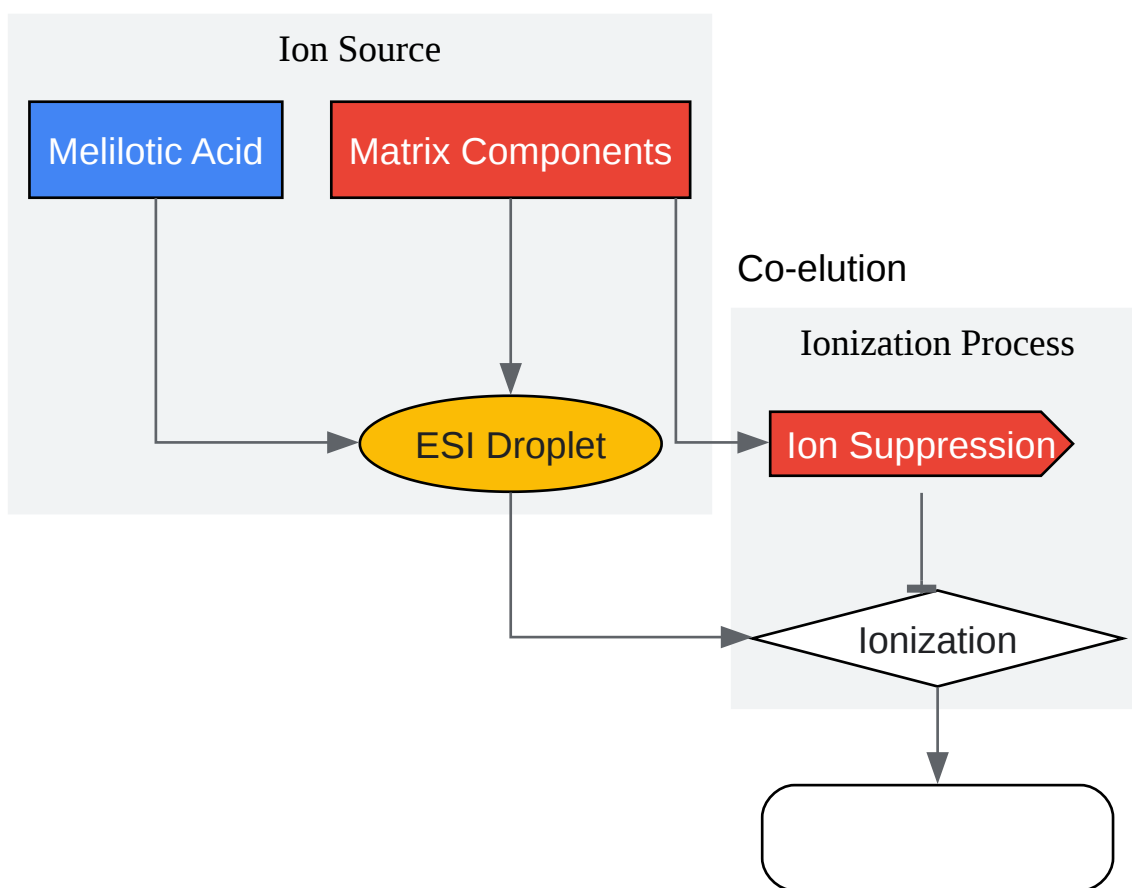 Ion Source
Melilotic Acid
Matrix Components
Co-elution
Ionization Process
ESI Droplet
Ion Suppression
Ionization